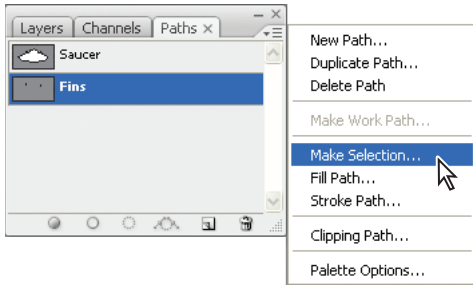 Layers Channels Paths ×
Saucer
Fins
New Path...
Duplicate Path...
Delete Path
Make Work Path...
Make Selection...
Fill Path...
Stroke Path...
Clipping Path...
Palette Options...